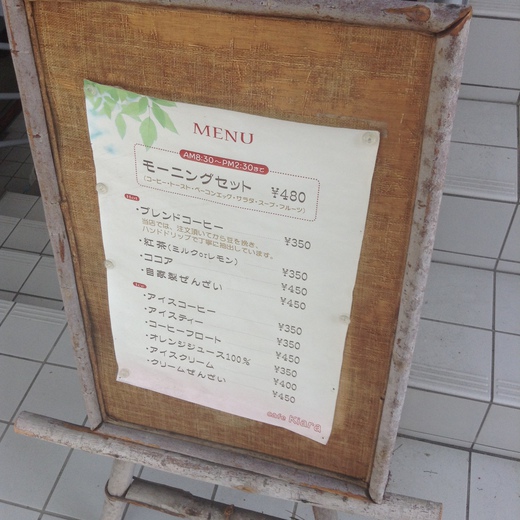 MENU
AM8:30～PM2:30まで
モーニングセット ¥480
(コーヒー・トースト・ベーコンエッグ・サラダ・スープ・フルーツ)
・ブレンドコーヒー ¥350
当店では、注文頂いてから豆を挽き、
ハンドドリップで丁寧に抽出しています。
・紅茶(ミルクorレモン) ¥350
・ココア ¥450
・自家製ぜんざい ¥450
・アイスコーヒー ¥350
・アイスティー ¥350
・コーヒーフロート ¥450
・オレンジジュース100% ¥350
・アイスクリーム ¥400
・クリームぜんざい ¥450
cafe Kiara